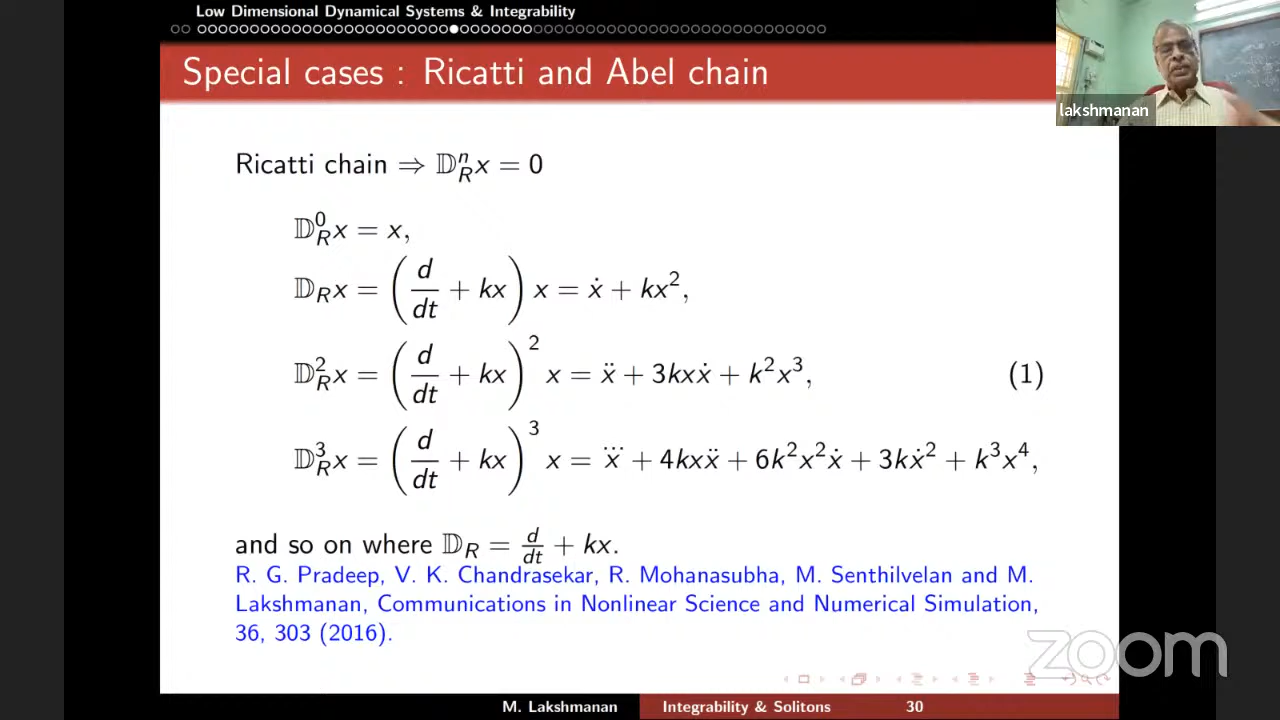 Low Dimensional Dynamical Systems & Integrability
Special cases : Ricatti and Abel chain
lakshmanan
Ricatti chain ⇒ 𝔻ⁿ_R x = 0
𝔻⁰_R x = x,
𝔻_R x = (d/dt + kx) x = ẋ + kx²,
𝔻²_R x = (d/dt + kx)² x = ẍ + 3kxẋ + k²x³, (1)
𝔻³_R x = (d/dt + kx)³ x = x⃛ + 4kxẍ + 6k²x²ẋ + 3kẋ² + k³x⁴,
and so on where 𝔻_R = d/dt + kx.
R. G. Pradeep, V. K. Chandrasekar, R. Mohanasubha, M. Senthilvelan and M.
Lakshmanan, Communications in Nonlinear Science and Numerical Simulation,
36, 303 (2016).
zoom
M. Lakshmanan Integrability & Solitons 30